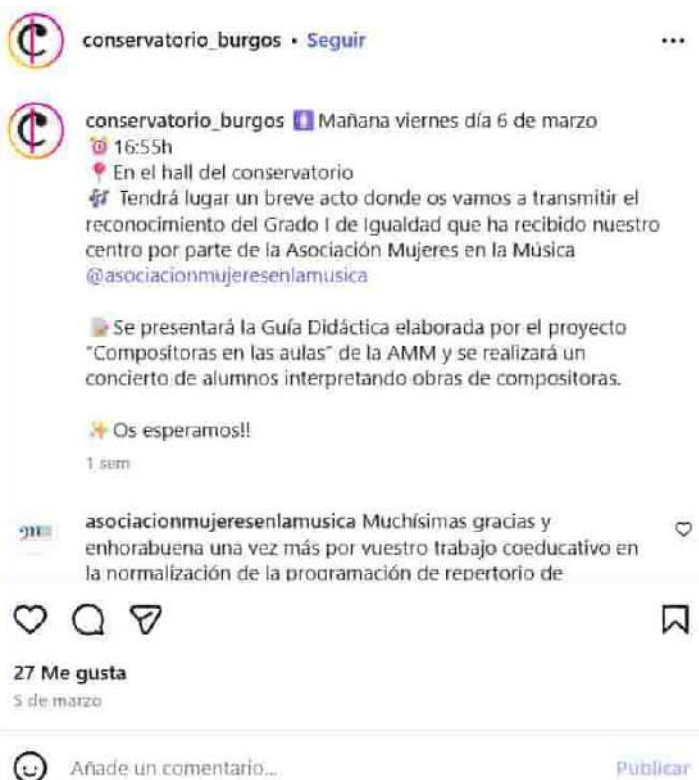 conservatorio_burgos • Seguir
conservatorio_burgos 🚺 Mañana viernes día 6 de marzo
⏰ 16:55h
📍 En el hall del conservatorio
🎶 Tendrá lugar un breve acto donde os vamos a transmitir el
reconocimiento del Grado I de Igualdad que ha recibido nuestro
centro por parte de la Asociación Mujeres en la Música
@asociacionmujeresenlamusica
📝 Se presentará la Guía Didáctica elaborada por el proyecto
"Compositoras en las aulas" de la AMM y se realizará un
concierto de alumnos interpretando obras de compositoras.
✨ Os esperamos!!
1 sem
asociacionmujeresenlamusica Muchísimas gracias y
enhorabuena una vez más por vuestro trabajo coeducativo en
la normalización de la programación de repertorio de
27 Me gusta
5 de marzo
Añade un comentario...
Publicar